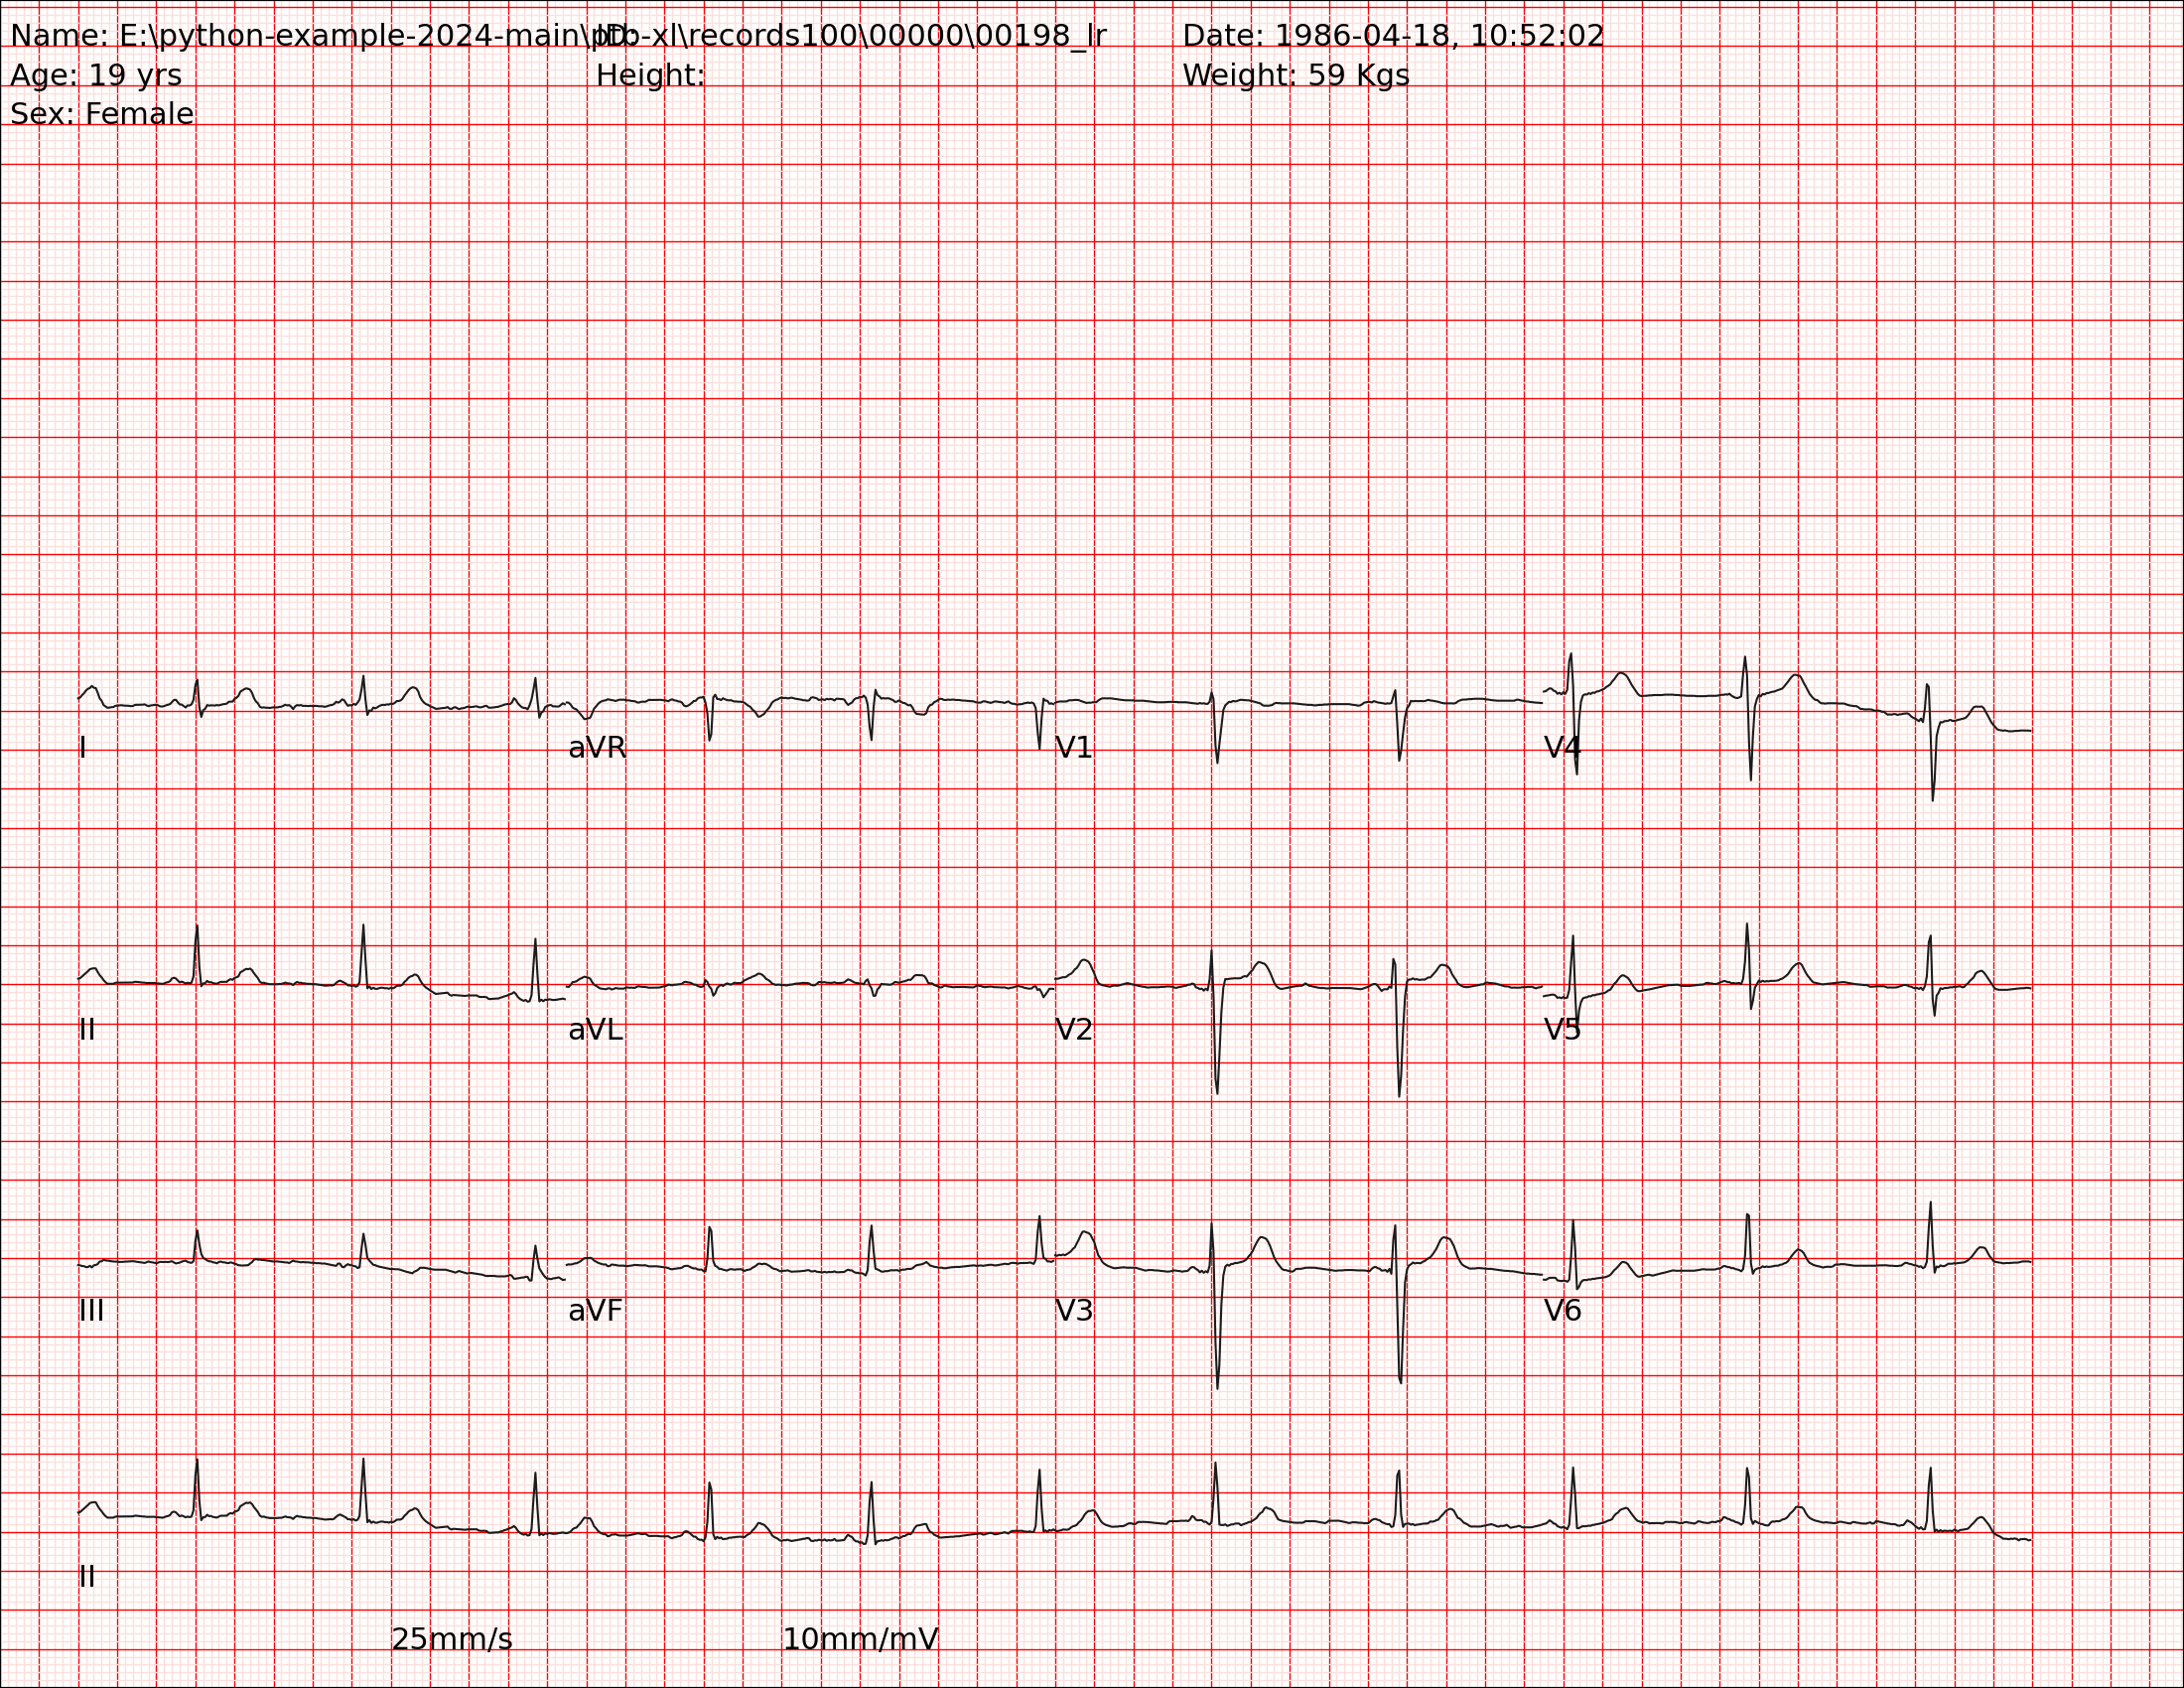 Name: E:\python-example-2024-main\ptb-xl\records100\00000\00198_lr ID: Date: 1986-04-18, 10:52:02
Age: 19 yrs Height: Weight: 59 Kgs
Sex: Female
I aVR V1 V4
II aVL V2 V5
III aVF V3 V6
II
25mm/s 10mm/mV